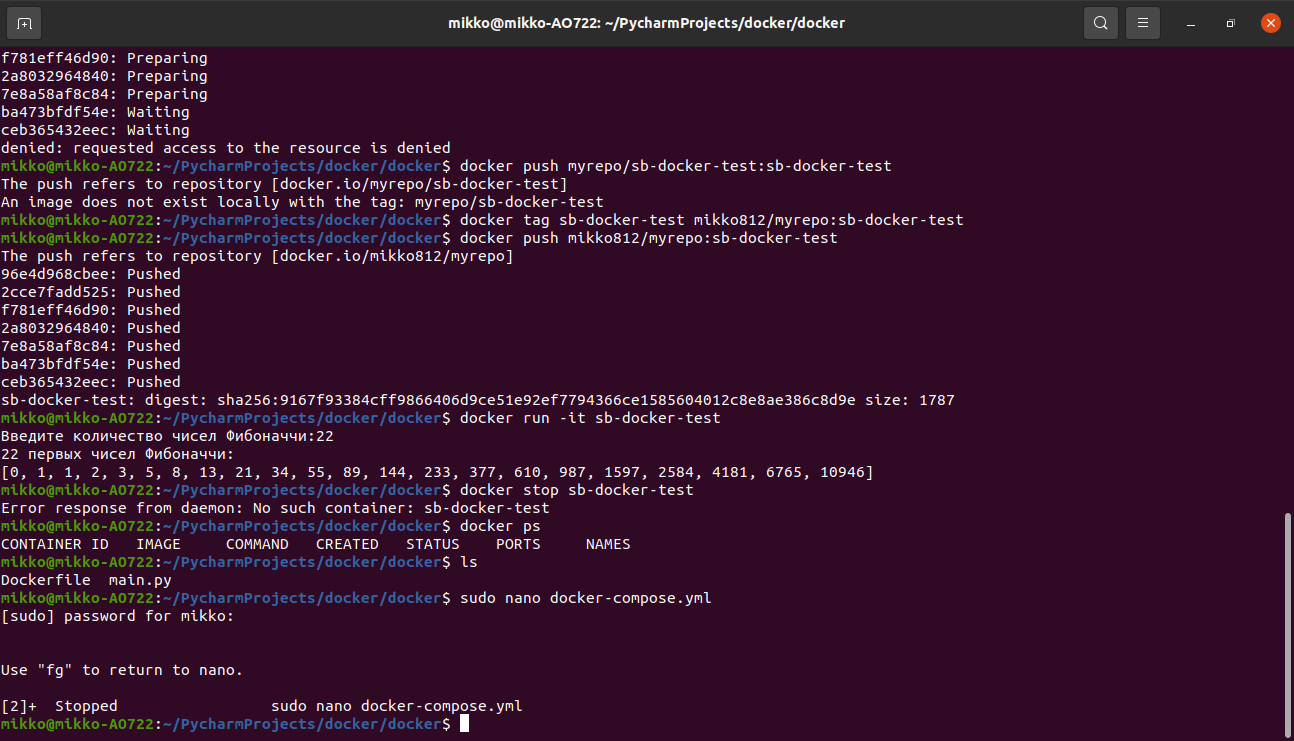 mikko@mikko-AO722: ~/PycharmProjects/docker/docker
f781eff46d90: Preparing
2a8032964840: Preparing
7e8a58af8c84: Preparing
ba473bfdf54e: Waiting
ceb365432eec: Waiting
denied: requested access to the resource is denied
mikko@mikko-AO722:~/PycharmProjects/docker/docker$ docker push myrepo/sb-docker-test:sb-docker-test
The push refers to repository [docker.io/myrepo/sb-docker-test]
An image does not exist locally with the tag: myrepo/sb-docker-test
mikko@mikko-AO722:~/PycharmProjects/docker/docker$ docker tag sb-docker-test mikko812/myrepo:sb-docker-test
mikko@mikko-AO722:~/PycharmProjects/docker/docker$ docker push mikko812/myrepo:sb-docker-test
The push refers to repository [docker.io/mikko812/myrepo]
96e4d968cbee: Pushed
2cce7fadd525: Pushed
f781eff46d90: Pushed
2a8032964840: Pushed
7e8a58af8c84: Pushed
ba473bfdf54e: Pushed
ceb365432eec: Pushed
sb-docker-test: digest: sha256:9167f93384cff9866406d9ce51e92ef7794366ce1585604012c8e8ae386c8d9e size: 1787
mikko@mikko-AO722:~/PycharmProjects/docker/docker$ docker run -it sb-docker-test
Введите количество чисел Фибоначчи:22
22 первых чисел Фибоначчи:
[0, 1, 1, 2, 3, 5, 8, 13, 21, 34, 55, 89, 144, 233, 377, 610, 987, 1597, 2584, 4181, 6765, 10946]
mikko@mikko-AO722:~/PycharmProjects/docker/docker$ docker stop sb-docker-test
Error response from daemon: No such container: sb-docker-test
mikko@mikko-AO722:~/PycharmProjects/docker/docker$ docker ps
CONTAINER ID   IMAGE     COMMAND   CREATED   STATUS    PORTS     NAMES
mikko@mikko-AO722:~/PycharmProjects/docker/docker$ ls
Dockerfile  main.py
mikko@mikko-AO722:~/PycharmProjects/docker/docker$ sudo nano docker-compose.yml
[sudo] password for mikko:
Use "fg" to return to nano.
[2]+  Stopped                 sudo nano docker-compose.yml
mikko@mikko-AO722:~/PycharmProjects/docker/docker$